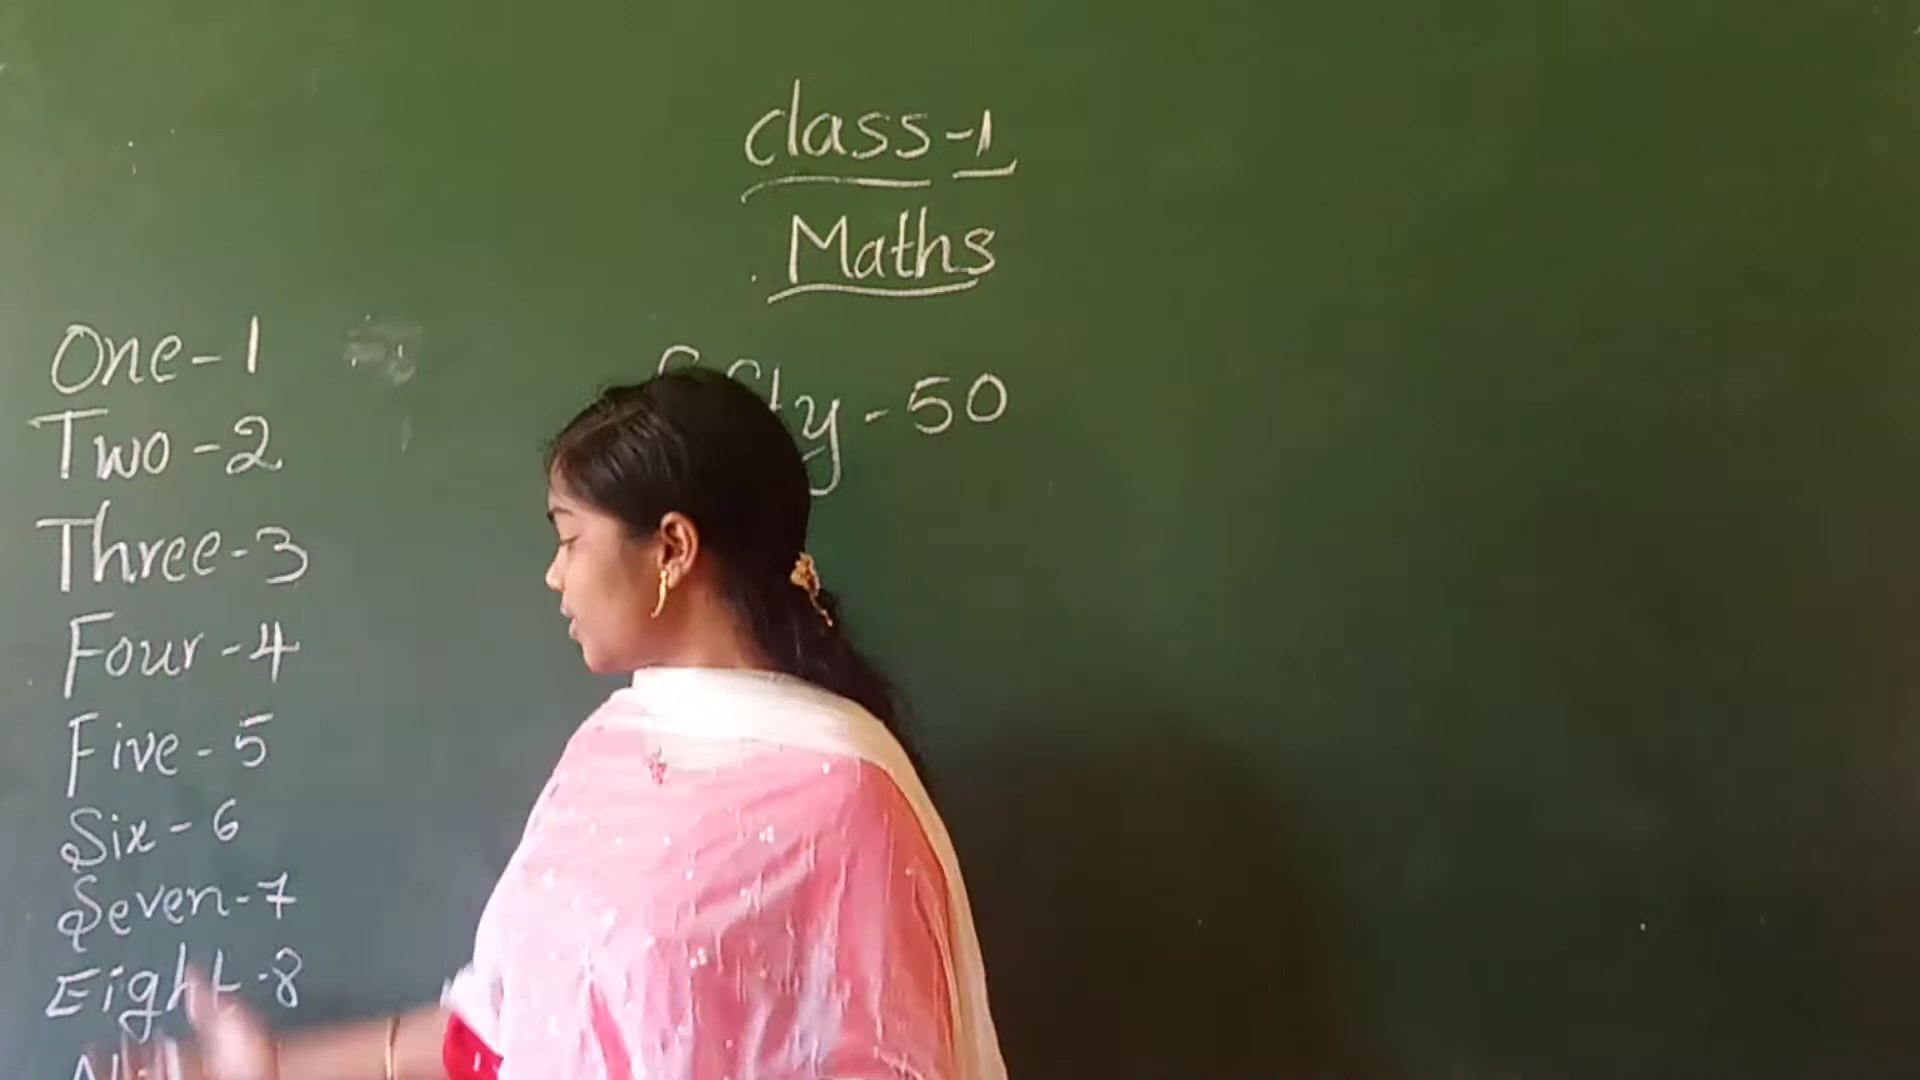 class-1
Maths
One-1
Two-2
Three-3
Four-4
Five-5
Six-6
Seven-7
Eight-8
-50